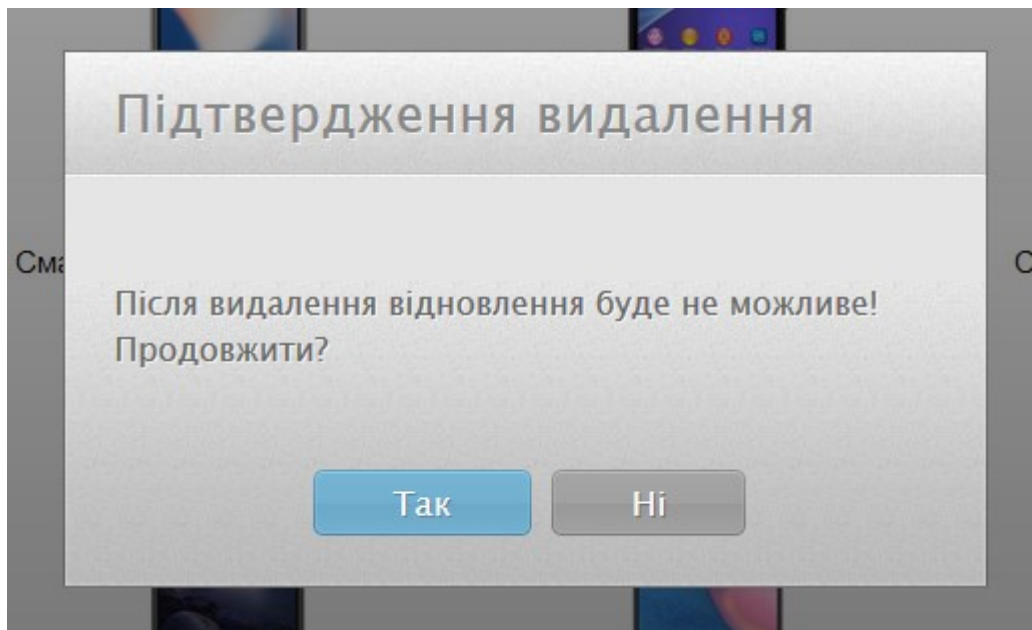 Підтвердження видалення
Після видалення відновлення буде не можливе!
Продовжити?
Так
Ні